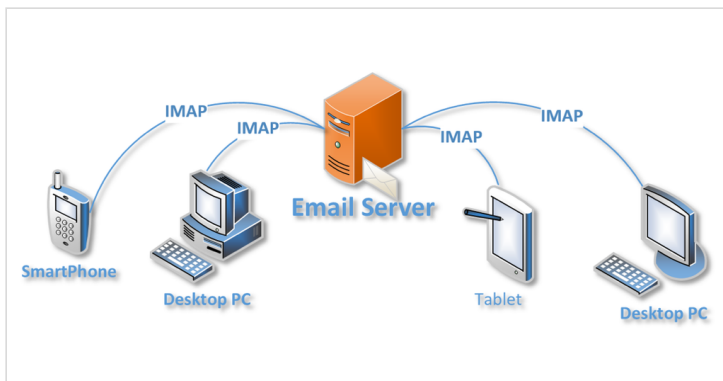 IMAP
IMAP
IMAP
IMAP
Email Server
SmartPhone
Desktop PC
Tablet
Desktop PC